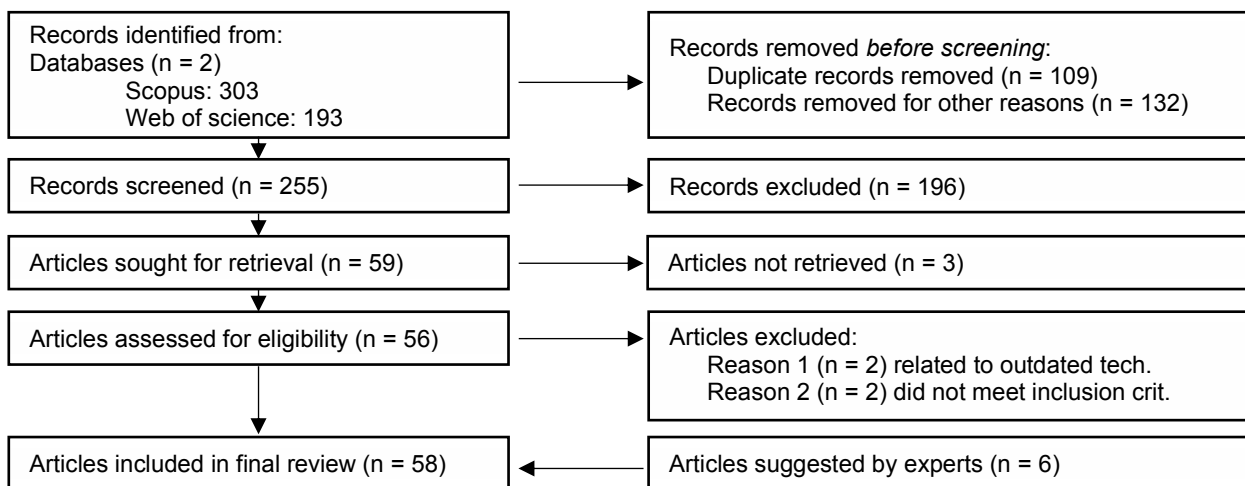 Records identified from:
Databases (n = 2)
Scopus: 303
Web of science: 193
Records removed before screening:
Duplicate records removed (n = 109)
Records removed for other reasons (n = 132)
Records screened (n = 255)
Records excluded (n = 196)
Articles sought for retrieval (n = 59)
Articles not retrieved (n = 3)
Articles assessed for eligibility (n = 56)
Articles excluded:
Reason 1 (n = 2) related to outdated tech.
Reason 2 (n = 2) did not meet inclusion crit.
Articles included in final review (n = 58)
Articles suggested by experts (n = 6)